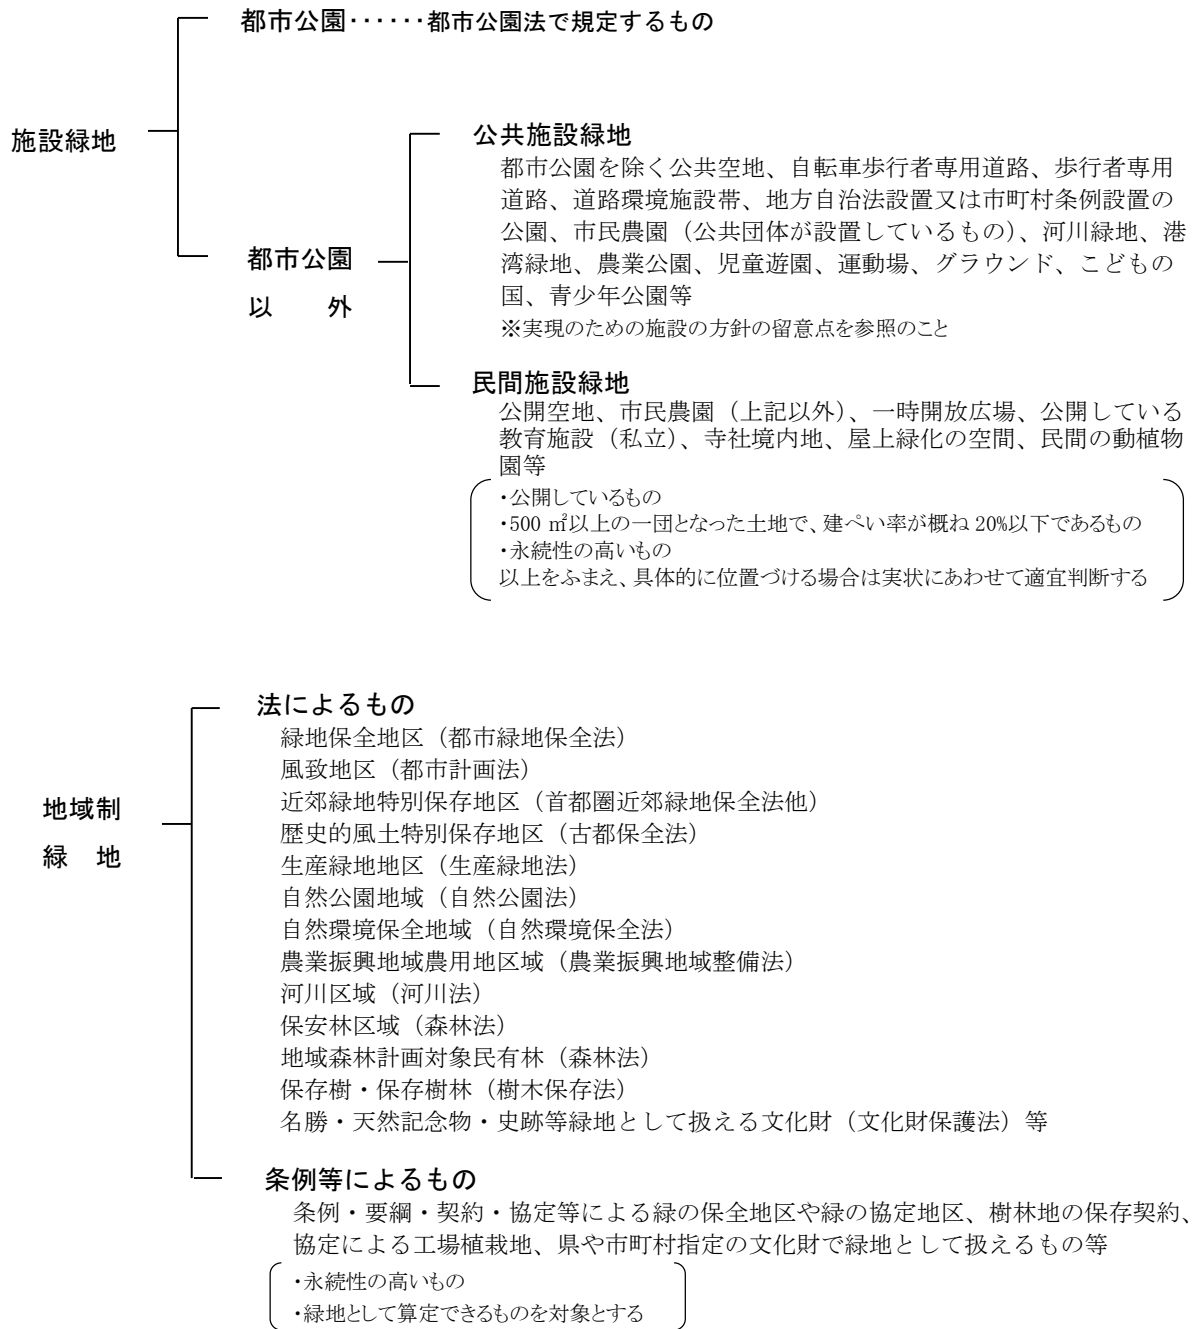 都市公園‥‥‥都市公園法で規定するもの
施設緑地
公共施設緑地
都市公園を除く公共空地、自転車歩行者専用道路、歩行者専用
道路、道路環境施設帯、地方自治法設置又は市町村条例設置の
公園、市民農園（公共団体が設置しているもの）、河川緑地、港
湾緑地、農業公園、児童遊園、運動場、グラウンド、こどもの
国、青少年公園等
※実現のための施設の方針の留意点を参照のこと
都市公園
以　外
民間施設緑地
公開空地、市民農園（上記以外）、一時開放広場、公開している
教育施設（私立）、寺社境内地、屋上緑化の空間、民間の動植物
園等
・公開しているもの
・500 ㎡以上の一団となった土地で、建ぺい率が概ね 20%以下であるもの
・永続性の高いもの
以上をふまえ、具体的に位置づける場合は実状にあわせて適宜判断する
地域制
緑　地
法によるもの
緑地保全地区（都市緑地保全法）
風致地区（都市計画法）
近郊緑地特別保存地区（首都圏近郊緑地保全法他）
歴史的風土特別保存地区（古都保全法）
生産緑地地区（生産緑地法）
自然公園地域（自然公園法）
自然環境保全地域（自然環境保全法）
農業振興地域農用地区域（農業振興地域整備法）
河川区域（河川法）
保安林区域（森林法）
地域森林計画対象民有林（森林法）
保存樹・保存樹林（樹木保存法）
名勝・天然記念物・史跡等緑地として扱える文化財（文化財保護法）等
条例等によるもの
条例・要綱・契約・協定等による緑の保全地区や緑の協定地区、樹林地の保存契約、
協定による工場植栽地、県や市町村指定の文化財で緑地として扱えるもの等
・永続性の高いもの
・緑地として算定できるものを対象とする